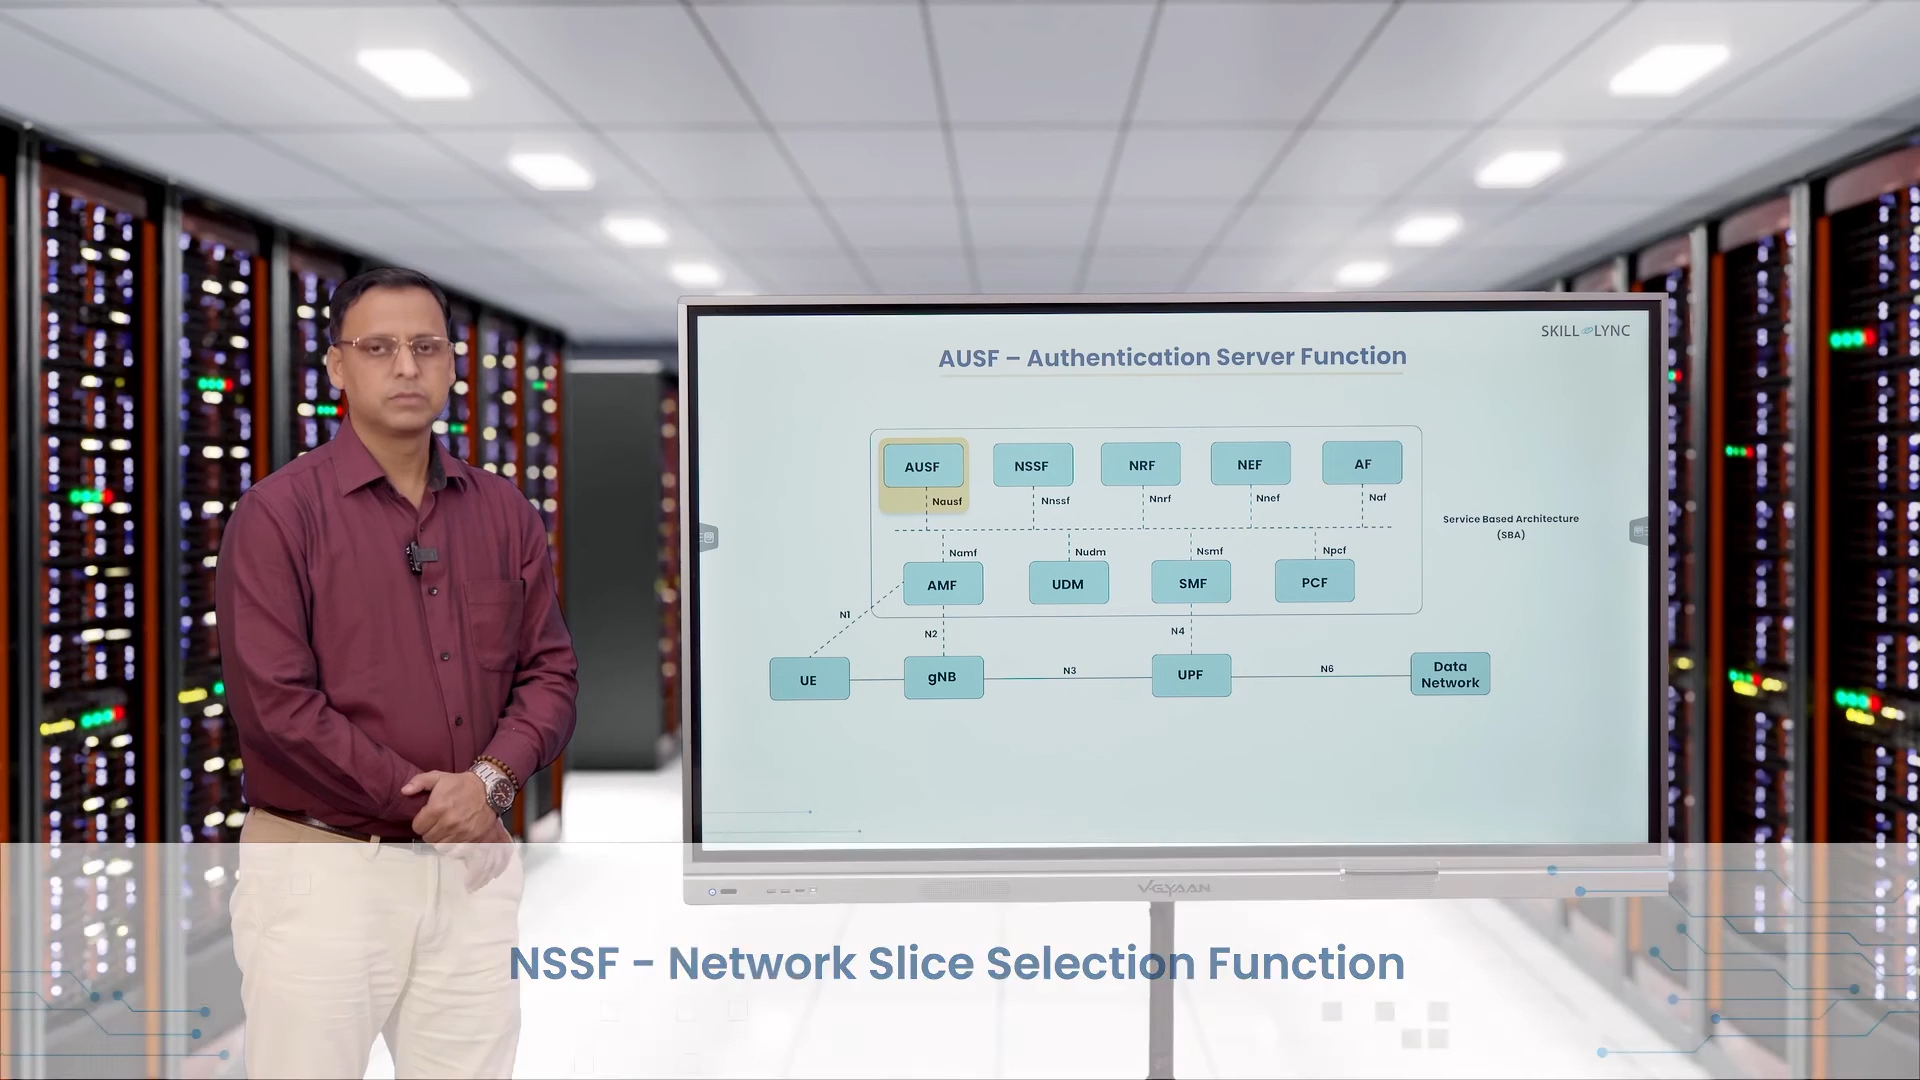 SKILL LYNC
AUSF – Authentication Server Function
AUSF
NSSF
NRF
NEF
AF
Nausf
Nnssf
Nnrf
Nnef
Naf
Service Based Architecture
(SBA)
Namf
Nudm
Nsmf
Npcf
AMF
UDM
SMF
PCF
N1
N2
N4
UE
gNB
N3
UPF
N6
Data
Network
V-GYAAN
NSSF - Network Slice Selection Function